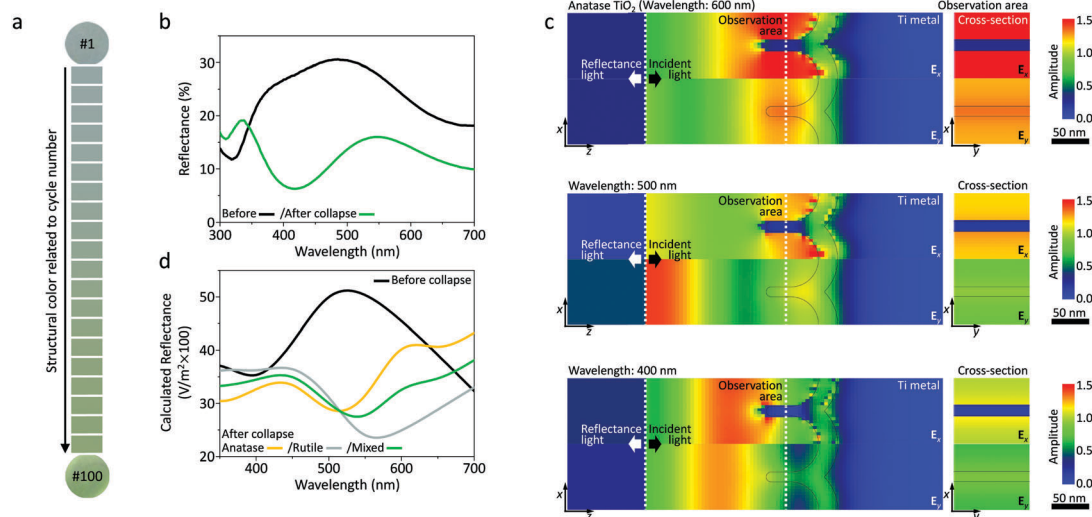 a
#1
Structural color related to cycle number
#100
b
Reflectance (%)
30
20
10
0
Before /After collapse
300 400 500 600 700
Wavelength (nm)
d
Calculated Reflectance
(V/m²×100)
50
40
30
20
Before collapse
After collapse
Anatase /Rutile /Mixed
400 500 600 700
Wavelength (nm)
c
Anatase TiO₂ (Wavelength: 600 nm)
Observation
area
Ti metal
Reflectance
light
Incident
light
Eₓ
Eᵧ
x
z
Observation area
Cross-section
Eₓ
Eᵧ
x
y
Amplitude
1.5
1.0
0.5
0.0
50 nm
Wavelength: 500 nm
Observation
area
Ti metal
Reflectance
light
Incident
light
Eₓ
Eᵧ
x
z
Cross-section
Eₓ
Eᵧ
x
y
Amplitude
1.5
1.0
0.5
0.0
50 nm
Wavelength: 400 nm
Observation
area
Ti metal
Reflectance
light
Incident
light
Eₓ
Eᵧ
x
z
Cross-section
Eₓ
Eᵧ
x
y
Amplitude
1.5
1.0
0.5
0.0
50 nm